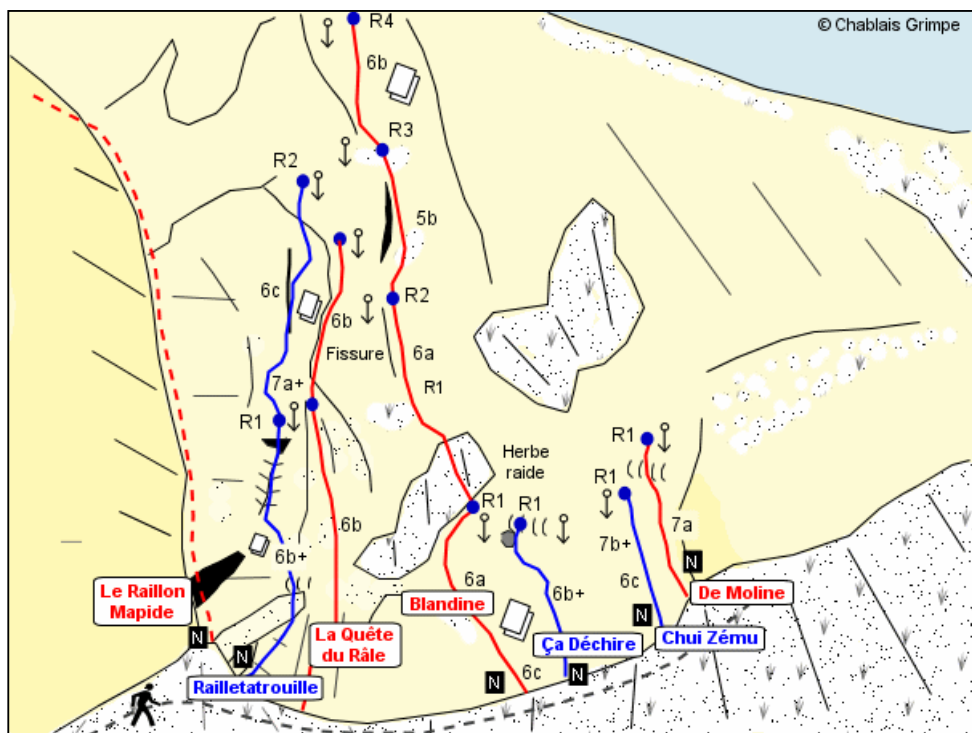 © Chablais Grimpe
R4
6b
R3
R2
5b
6c
6b
R2
Fissure
6a
7a+
R1
R1
R1
Herbe
raide
R1
R1
R1
6b
7b+
7a
6b+
6a
6b+
6c
N
Le Raillon
Mapide
Blandine
De Moline
N
La Quête
du Râle
Ça Déchire
Chui Zému
N
N
6c
N
N
Railletatrouille